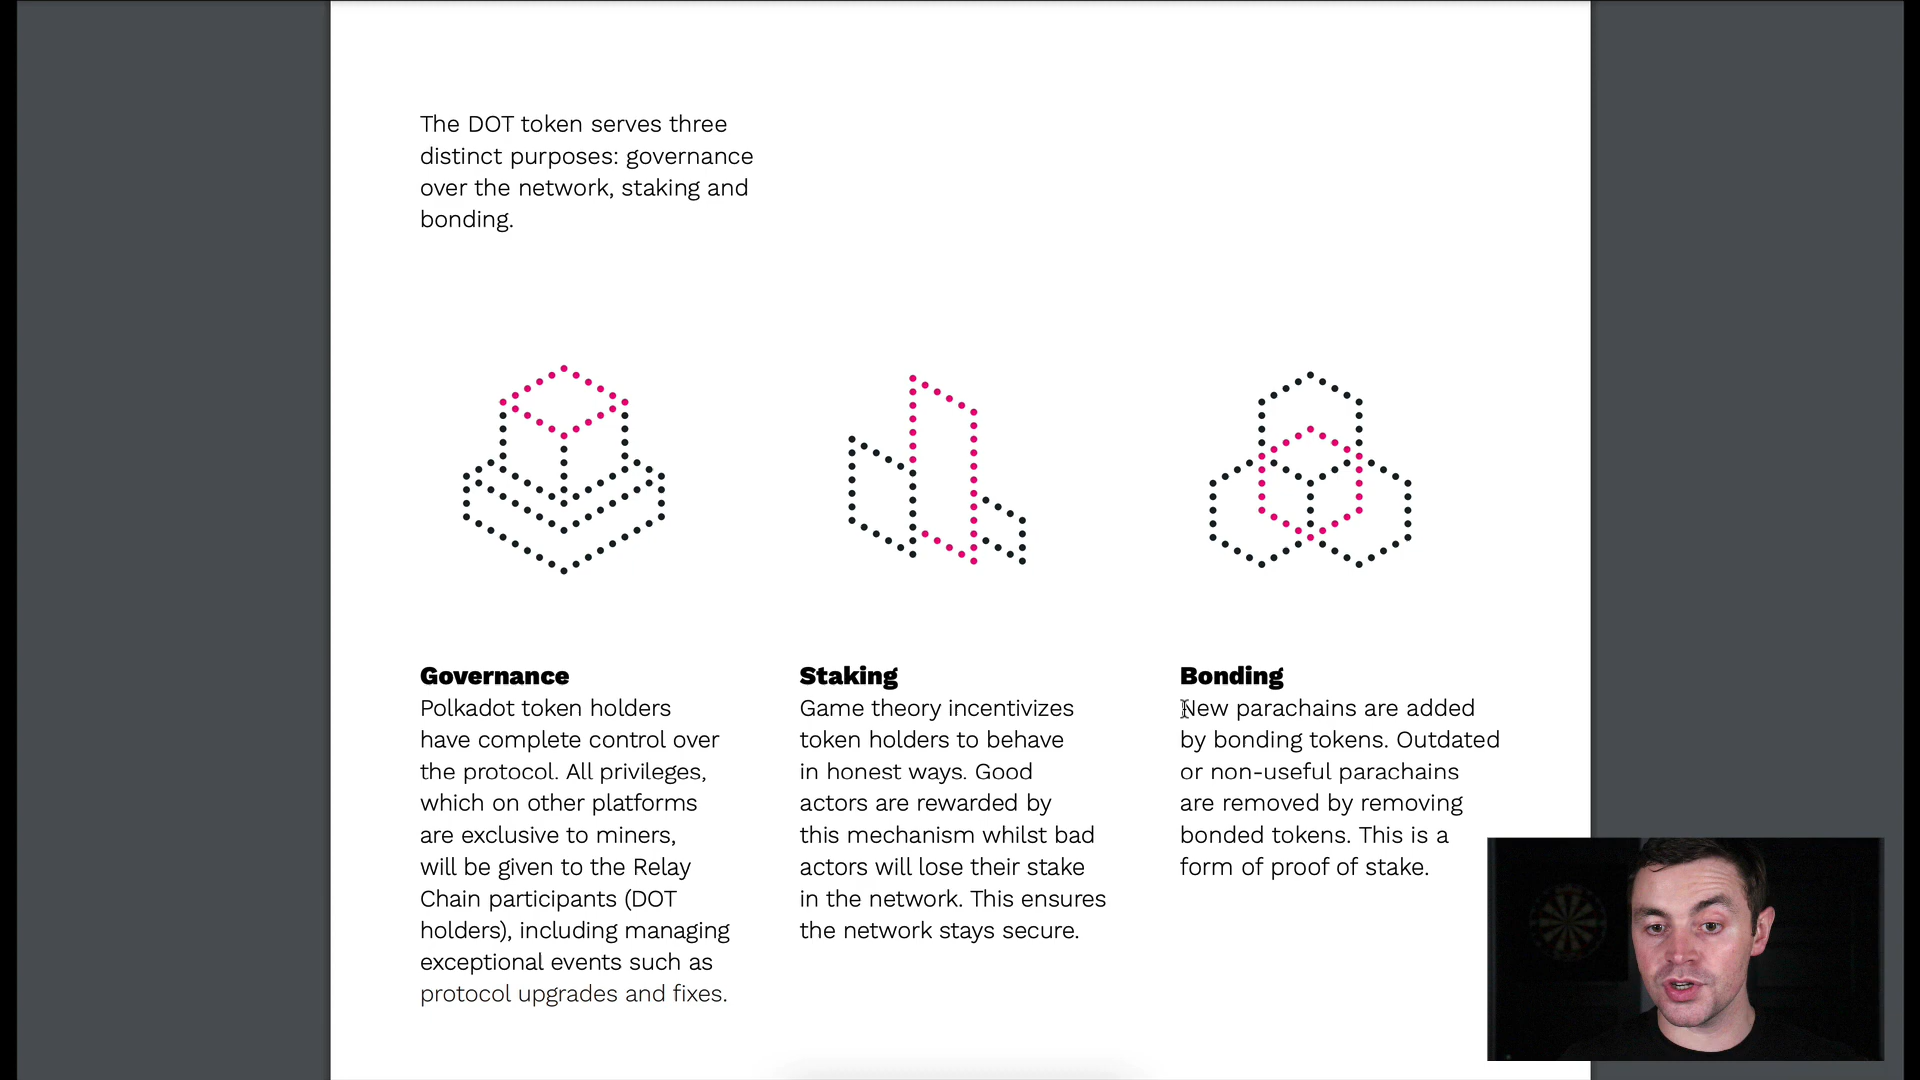 The DOT token serves three
distinct purposes: governance
over the network, staking and
bonding.
Governance
Polkadot token holders
have complete control over
the protocol. All privileges,
which on other platforms
are exclusive to miners,
will be given to the Relay
Chain participants (DOT
holders), including managing
exceptional events such as
protocol upgrades and fixes.
Staking
Game theory incentivizes
token holders to behave
in honest ways. Good
actors are rewarded by
this mechanism whilst bad
actors will lose their stake
in the network. This ensures
the network stays secure.
Bonding
New parachains are added
by bonding tokens. Outdated
or non-useful parachains
are removed by removing
bonded tokens. This is a
form of proof of stake.